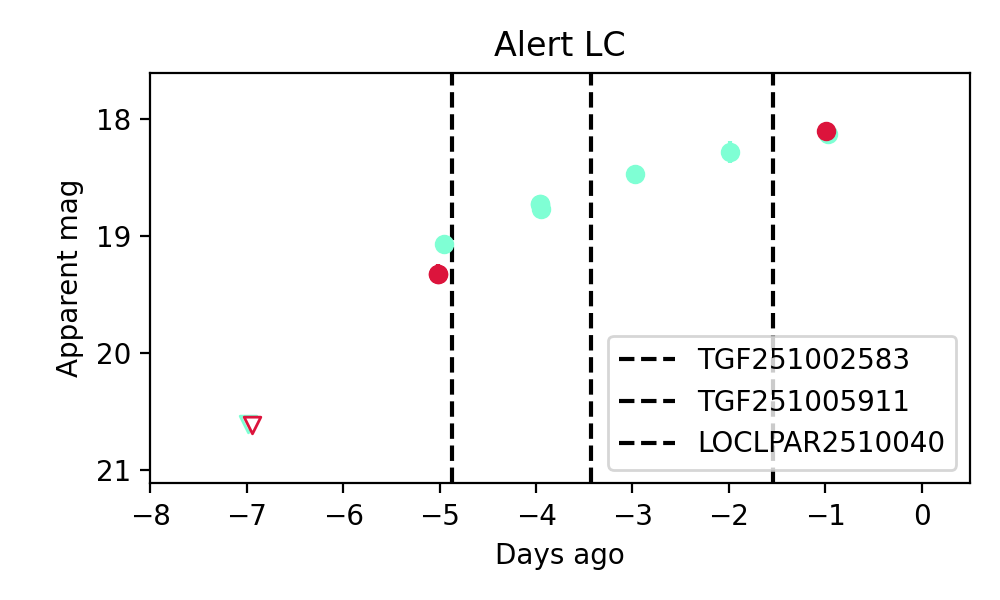 Alert LC
Apparent mag
18
19
20
21
TGF251002583
TGF251005911
LOCLPAR2510040
−8 −7 −6 −5 −4 −3 −2 −1 0
Days ago